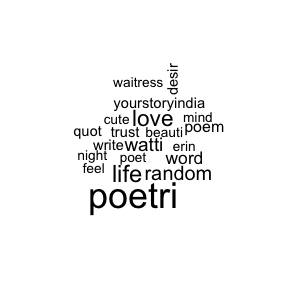 waitress desir
yourstoryindia
cute love mind
quot trust beauti poem
write watti erin
night poet word
feel life random
poetri